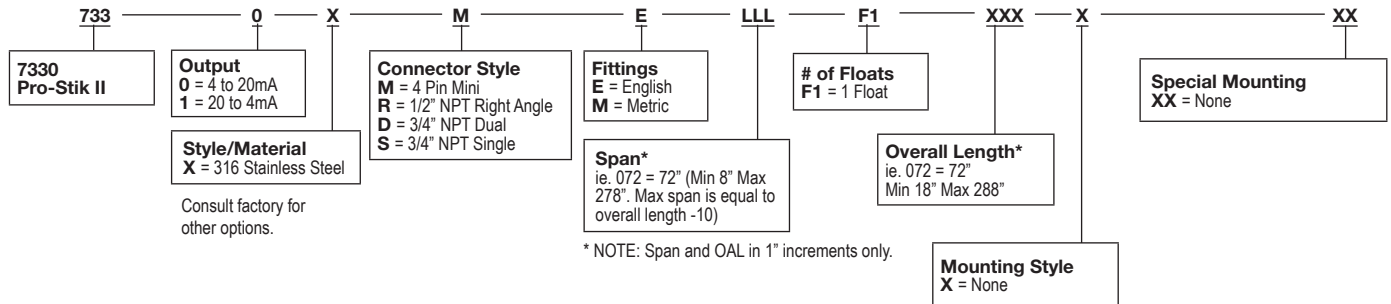 733 0 X M E LLL F1 XXX X XX
7330
Pro-Stik II
Output
0 = 4 to 20mA
1 = 20 to 4mA
Style/Material
X = 316 Stainless Steel
Consult factory for
other options.
Connector Style
M = 4 Pin Mini
R = 1/2” NPT Right Angle
D = 3/4” NPT Dual
S = 3/4” NPT Single
Fittings
E = English
M = Metric
Span*
ie. 072 = 72” (Min 8” Max
278”. Max span is equal to
overall length -10)
* NOTE: Span and OAL in 1” increments only.
# of Floats
F1 = 1 Float
Overall Length*
ie. 072 = 72”
Min 18” Max 288”
Mounting Style
X = None
Special Mounting
XX = None